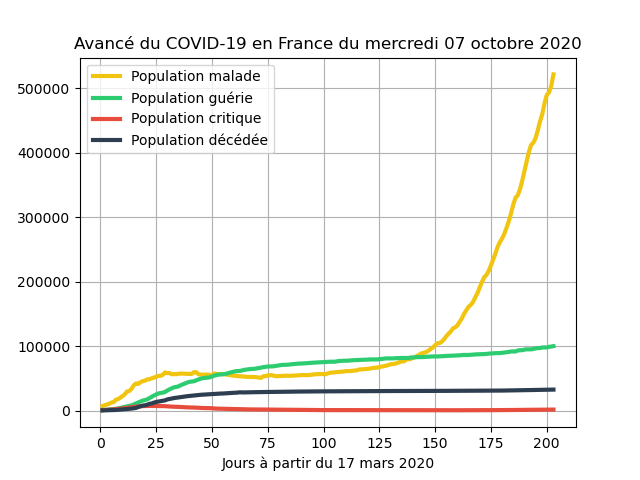 Avancé du COVID-19 en France du mercredi 07 octobre 2020
Population malade
Population guérie
Population critique
Population décédée
500000
400000
300000
200000
100000
0
0 25 50 75 100 125 150 175 200
Jours à partir du 17 mars 2020